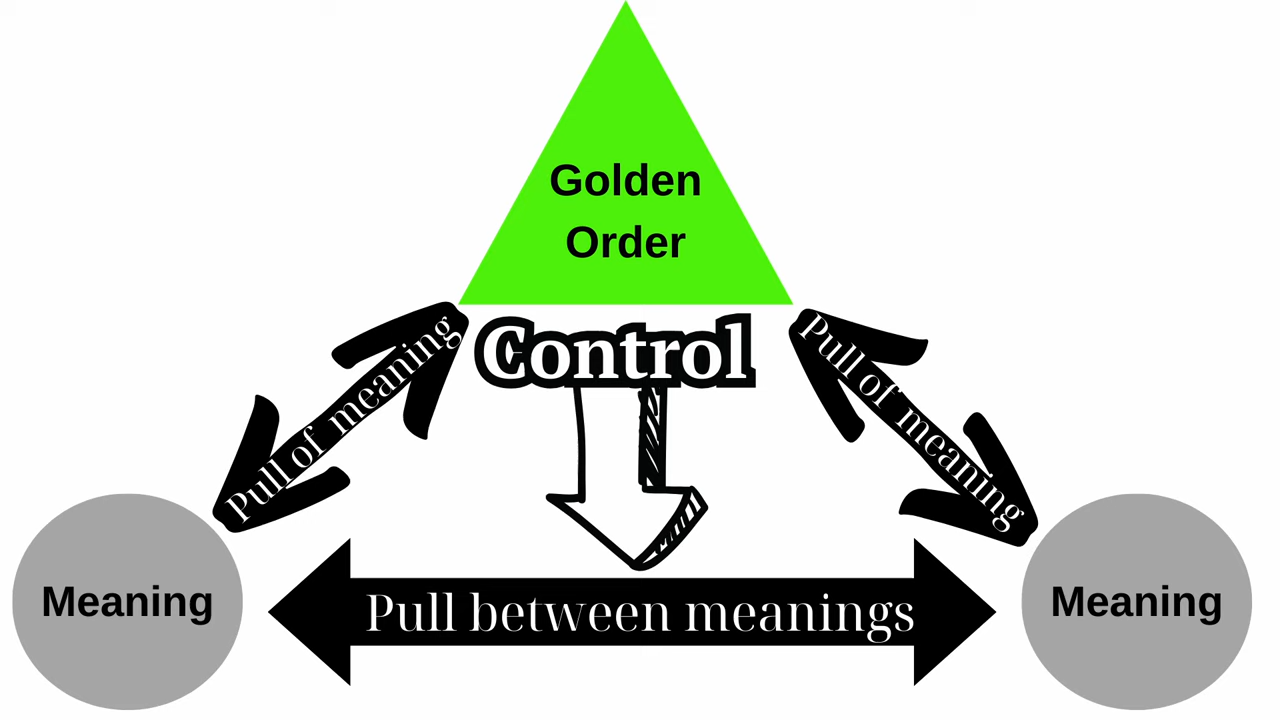 Golden
Order
Control
Pull of meaning
Pull of meaning
Meaning
Pull between meanings
Meaning